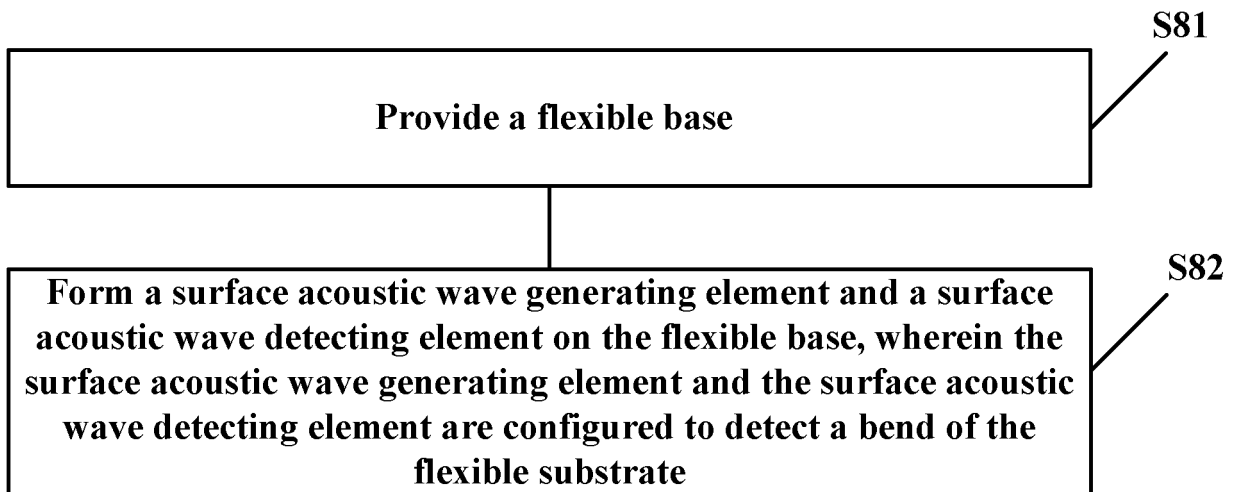 S81
Provide a flexible base
S82
Form a surface acoustic wave generating element and a surface
acoustic wave detecting element on the flexible base, wherein the
surface acoustic wave generating element and the surface acoustic
wave detecting element are configured to detect a bend of the
flexible substrate